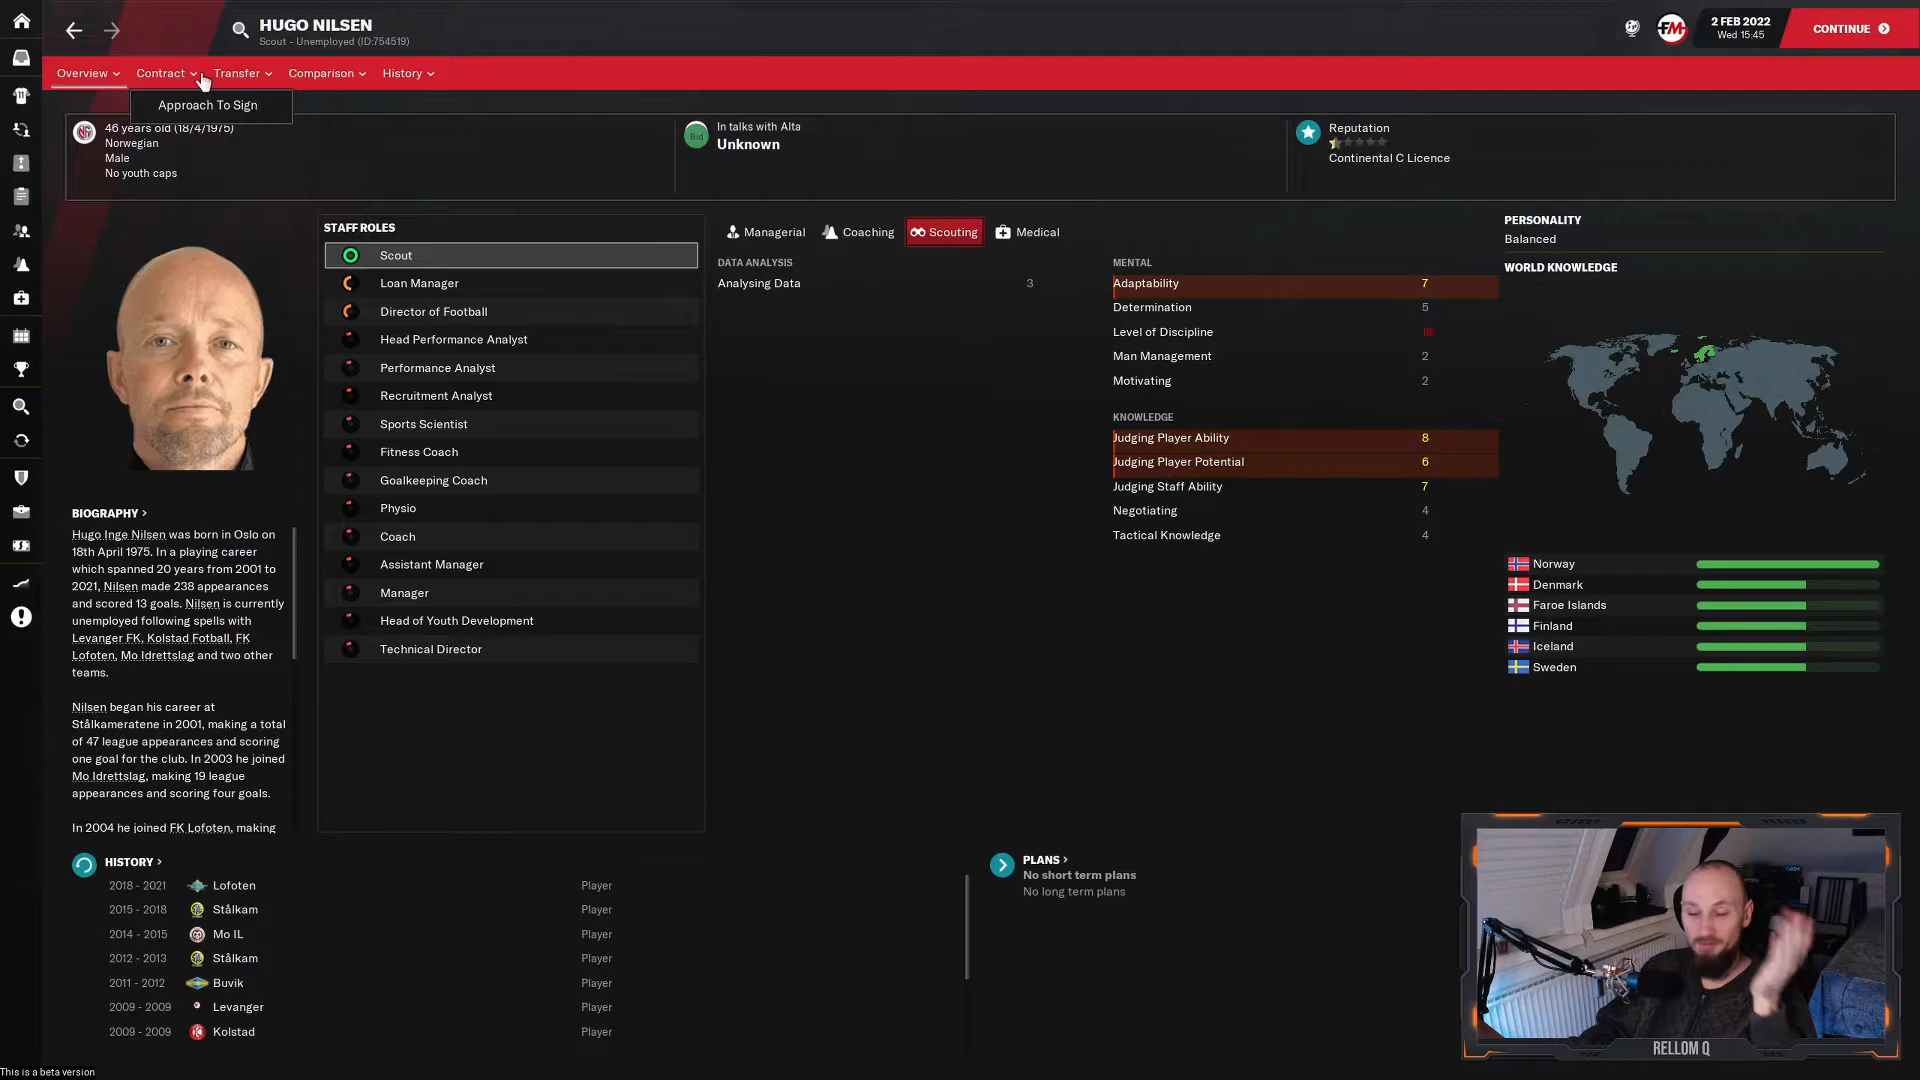 HUGO NILSEN
Scout - Unemployed (ID:754519)
FM
2 FEB 2022
Wed 15:45
CONTINUE
Overview
Contract
Transfer
Comparison
History
Approach To Sign
46 years old (18/4/1975)
Norwegian
Male
No youth caps
Bid
In talks with Alta
Unknown
Reputation
Continental C Licence
STAFF ROLES
Scout
Loan Manager
Director of Football
Head Performance Analyst
Performance Analyst
Recruitment Analyst
Sports Scientist
Fitness Coach
Goalkeeping Coach
Physio
Coach
Assistant Manager
Manager
Head of Youth Development
Technical Director
Managerial
Coaching
Scouting
Medical
DATA ANALYSIS
Analysing Data 3
MENTAL
Adaptability 7
Determination 5
Level of Discipline
Man Management 2
Motivating 2
KNOWLEDGE
Judging Player Ability 8
Judging Player Potential 6
Judging Staff Ability 7
Negotiating 4
Tactical Knowledge 4
PERSONALITY
Balanced
WORLD KNOWLEDGE
Norway
Denmark
Faroe Islands
Finland
Iceland
Sweden
BIOGRAPHY >
Hugo Inge Nilsen was born in Oslo on
18th April 1975. In a playing career
which spanned 20 years from 2001 to
2021, Nilsen made 238 appearances
and scored 13 goals. Nilsen is currently
unemployed following spells with
Levanger FK, Kolstad Fotball, FK
Lofoten, Mo Idrettslag and two other
teams.
Nilsen began his career at
Stålkameratene in 2001, making a total
of 47 league appearances and scoring
one goal for the club. In 2003 he joined
Mo Idrettslag, making 19 league
appearances and scoring four goals.
In 2004 he joined FK Lofoten, making
HISTORY >
2018 - 2021 Lofoten Player
2015 - 2018 Stålkam Player
2014 - 2015 Mo IL Player
2012 - 2013 Stålkam Player
2011 - 2012 Buvik Player
2009 - 2009 Levanger Player
2009 - 2009 Kolstad Player
PLANS >
No short term plans
No long term plans
RELLOM Q
This is a beta version